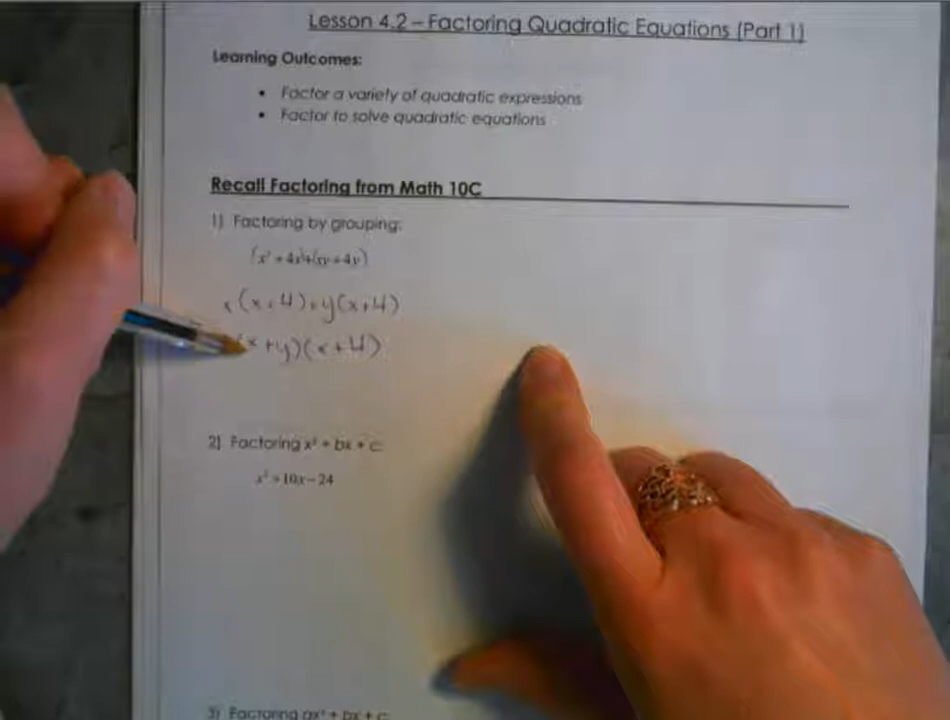 Lesson 4.2 – Factoring Quadratic Equations (Part 1)
Learning Outcomes:
• Factor a variety of quadratic expressions
• Factor to solve quadratic equations
Recall Factoring from Math 10C
1) Factoring by grouping:
(x² + 4x)+(xy + 4y)
x(x+4)+y(x+4)
(x+y)(x+4)
2) Factoring x² + bx + c:
x² + 10x – 24
3) Factoring ax² + bx + c